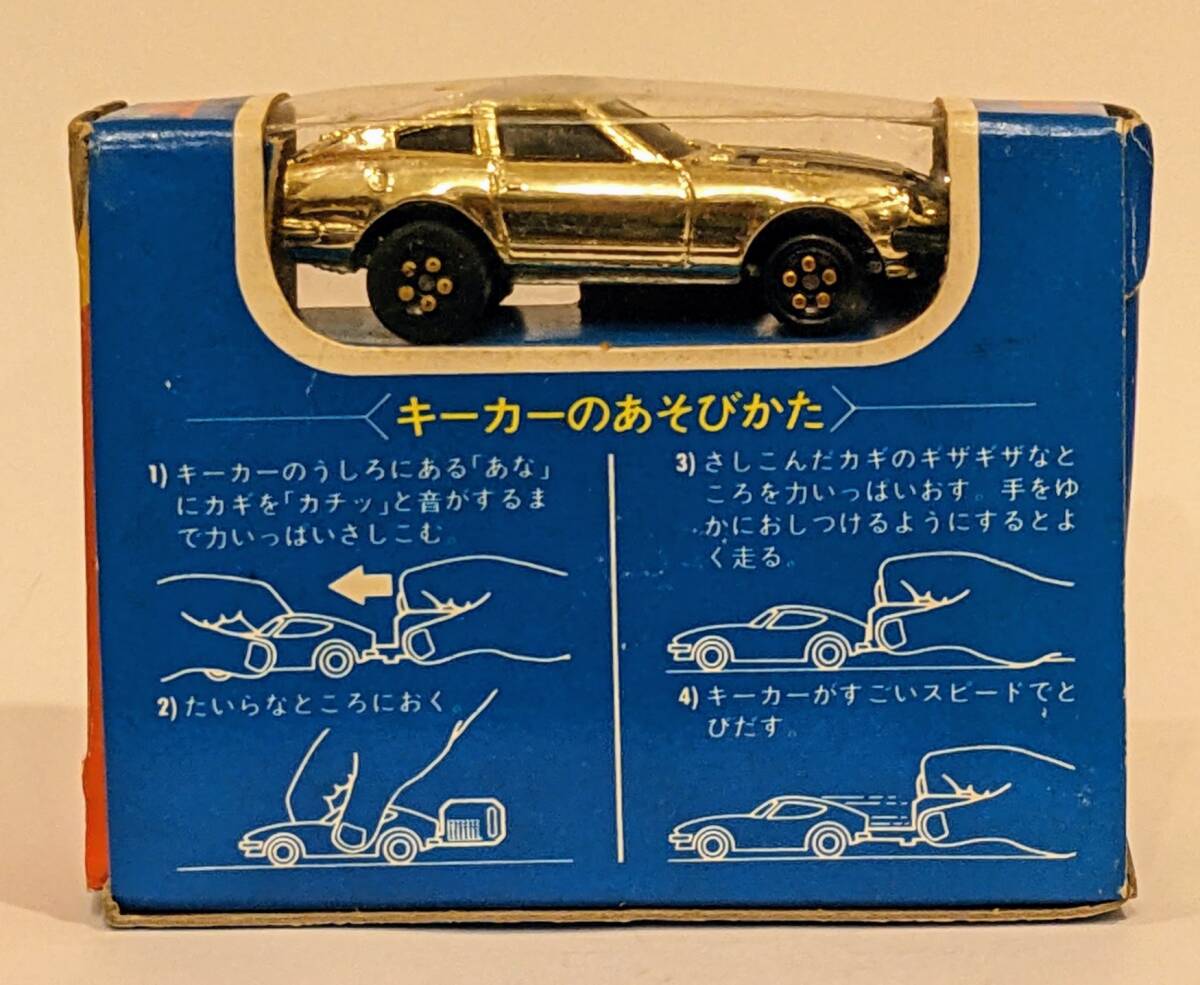 キーカーのあそびかた
1) キーカーのうしろにある「あな」
にカギを「カチッ」と音がするま
で力いっぱいさしこむ。
2) たいらなところにおく。
3) さしこんだカギのギザギザなと
ころを力いっぱいおす。手をゆ
かにおしつけるようにするとよ
く走る。
4) キーカーがすごいスピードでと
びだす。